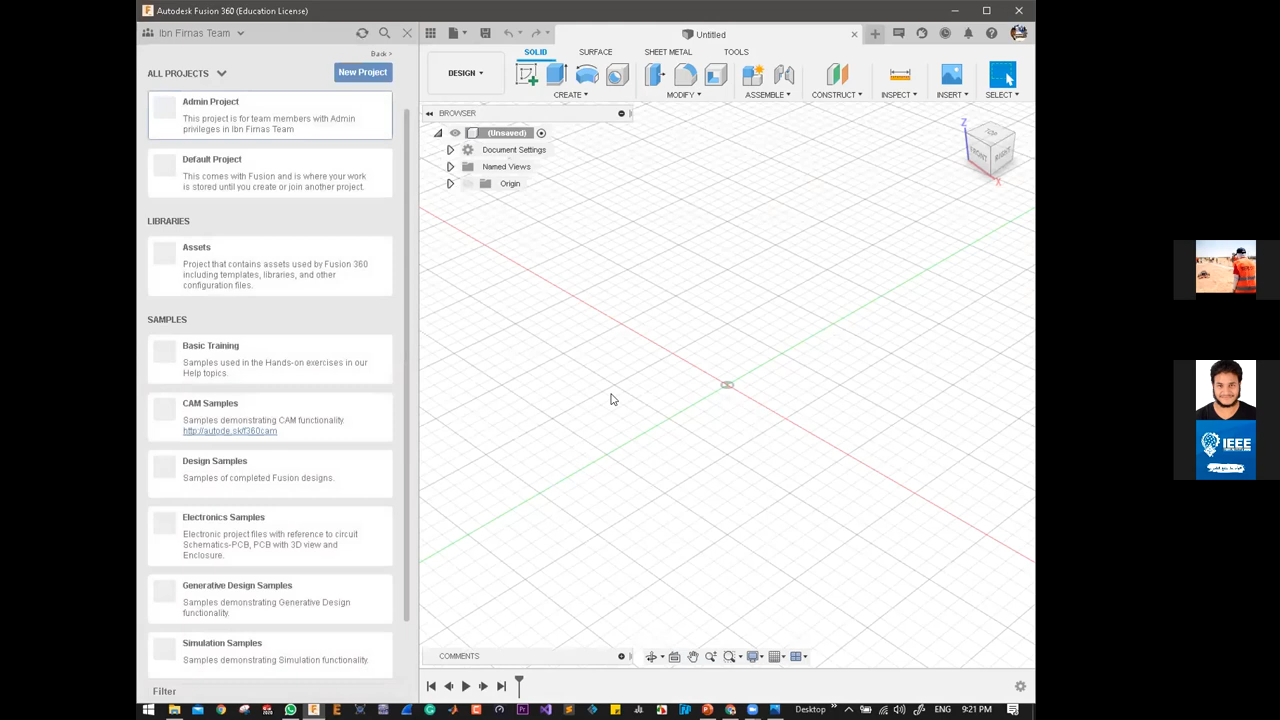 Autodesk Fusion 360 (Education License)
Ibn Firnas Team
Untitled
Back >
ALL PROJECTS
New Project
Admin Project
This project is for team members with Admin
privileges in Ibn Firnas Team
Default Project
This comes with Fusion and is where your work
is stored until you create or join another project.
LIBRARIES
Assets
Project that contains assets used by Fusion 360
including templates, libraries, and other
configuration files.
SAMPLES
Basic Training
Samples used in the Hands-on exercises in our
Help topics.
CAM Samples
Samples demonstrating CAM functionality.
http://autode.sk/f360cam
Design Samples
Samples of completed Fusion designs.
Electronics Samples
Electronic project files with reference to circuit
Schematics-PCB, PCB with 3D view and
Enclosure.
Generative Design Samples
Samples demonstrating Generative Design
functionality.
Simulation Samples
Samples demonstrating Simulation functionality.
Filter
SOLID SURFACE SHEET METAL TOOLS
DESIGN
CREATE MODIFY ASSEMBLE CONSTRUCT INSPECT INSERT SELECT
BROWSER
(Unsaved)
Document Settings
Named Views
Origin
Z
TOP
FRONT
RIGHT
X
COMMENTS
IEEE
Desktop
ENG
9:21 PM